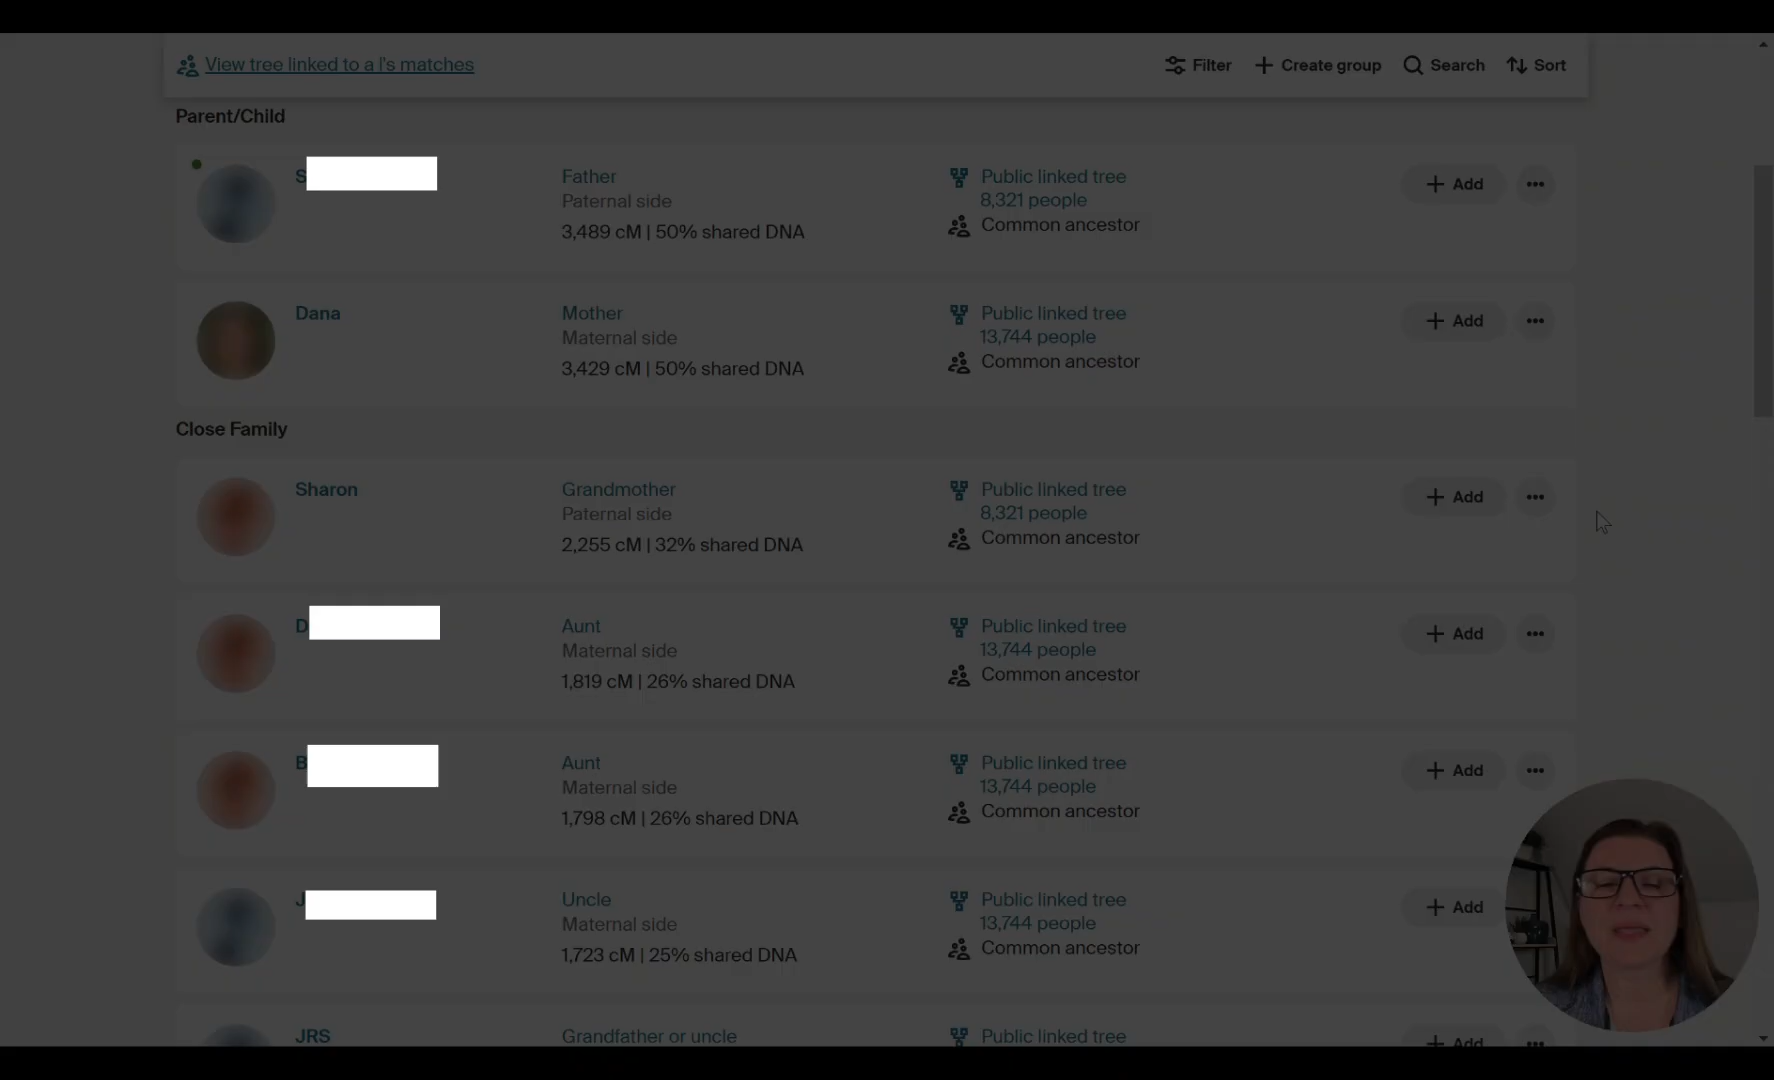 View tree linked to a l's matches
Filter
Create group
Search
Sort
Parent/Child
S
Father
Paternal side
3,489 cM | 50% shared DNA
Public linked tree
8,321 people
Common ancestor
Add
Dana
Mother
Maternal side
3,429 cM | 50% shared DNA
Public linked tree
13,744 people
Common ancestor
Add
Close Family
Sharon
Grandmother
Paternal side
2,255 cM | 32% shared DNA
Public linked tree
8,321 people
Common ancestor
Add
D
Aunt
Maternal side
1,819 cM | 26% shared DNA
Public linked tree
13,744 people
Common ancestor
Add
B
Aunt
Maternal side
1,798 cM | 26% shared DNA
Public linked tree
13,744 people
Common ancestor
Add
J
Uncle
Maternal side
1,723 cM | 25% shared DNA
Public linked tree
13,744 people
Common ancestor
Add
JRS
Grandfather or uncle
Public linked tree
Add